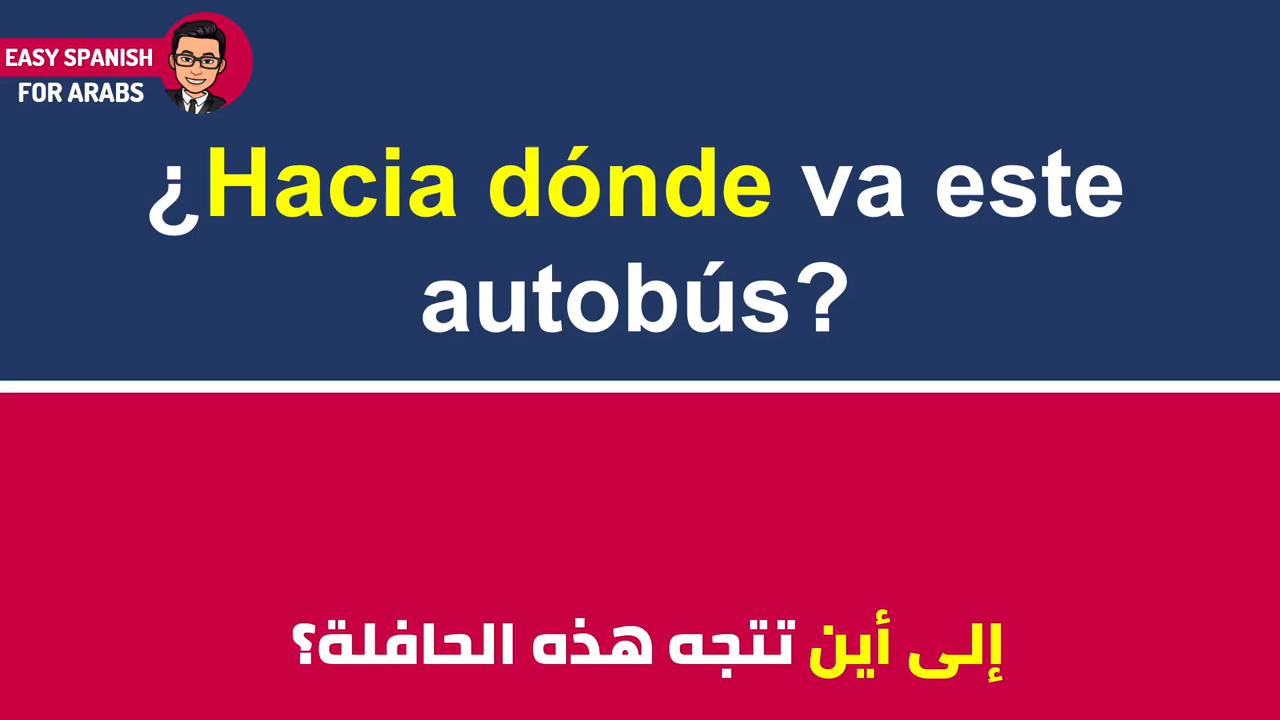 EASY SPANISH
FOR ARABS
¿Hacia dónde va este
autobús?
إلى أين تتجه هذه الحافلة؟